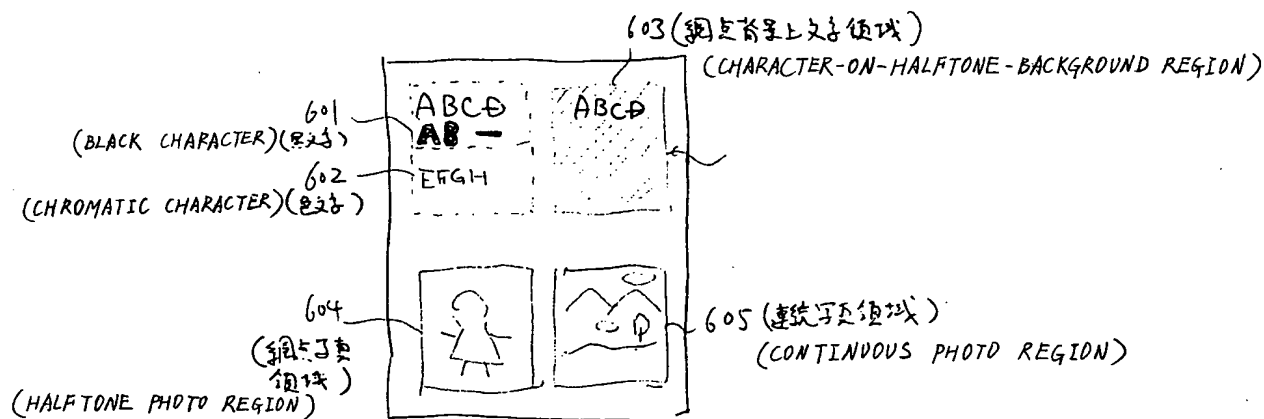 603 (網点背景上文字領域)
(CHARACTER-ON-HALFTONE-BACKGROUND REGION)
ABCD
AB
ABCD
601
(BLACK CHARACTER)(黒文字)
602
(CHROMATIC CHARACTER)(色文字)
EFGH
604
(網点写真
領域)
(HALFTONE PHOTO REGION)
605 (連続写真領域)
(CONTINUOUS PHOTO REGION)